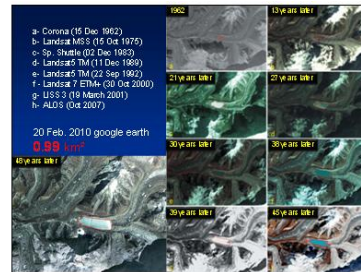 a- Corona (15 Dec 1962)
b- Landsat MSS (15 Oct 1975)
c- Sp. Shuttle (02 Dec 1983)
d- Landsat5 TM (11 Dec 1989)
e- Landsat5 TM (22 Sep 1992)
f- Landsat 7 ETM+ (30 Oct 2000)
g- LISS 3 (19 March 2001)
h- ALOS (Oct 2007)
20 Feb. 2010 google earth
0.99 km²
48 years later
1962
13 years later
21 years later
27 years later
30 years later
38 years later
39 years later
45 years later